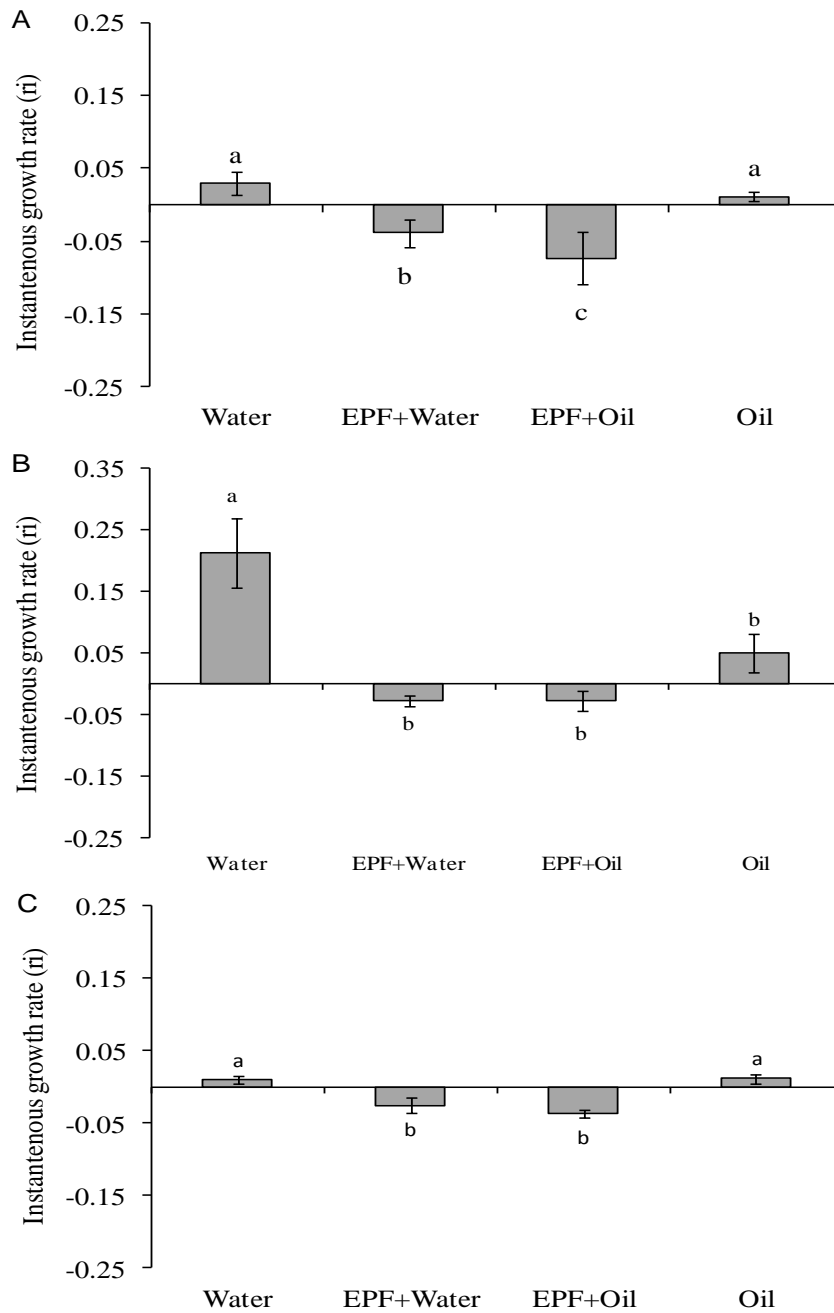 A
Instantenous growth rate (ri)
0.25
0.15
0.05
-0.05
-0.15
-0.25
a
b
c
a
Water EPF+Water EPF+Oil Oil
B
Instantenous growth rate (ri)
0.35
0.25
0.15
0.05
-0.05
-0.15
-0.25
a
b
b
b
Water EPF+Water EPF+Oil Oil
C
Instantenous growth rate (ri)
0.25
0.15
0.05
-0.05
-0.15
-0.25
a
b
b
a
Water EPF+Water EPF+Oil Oil